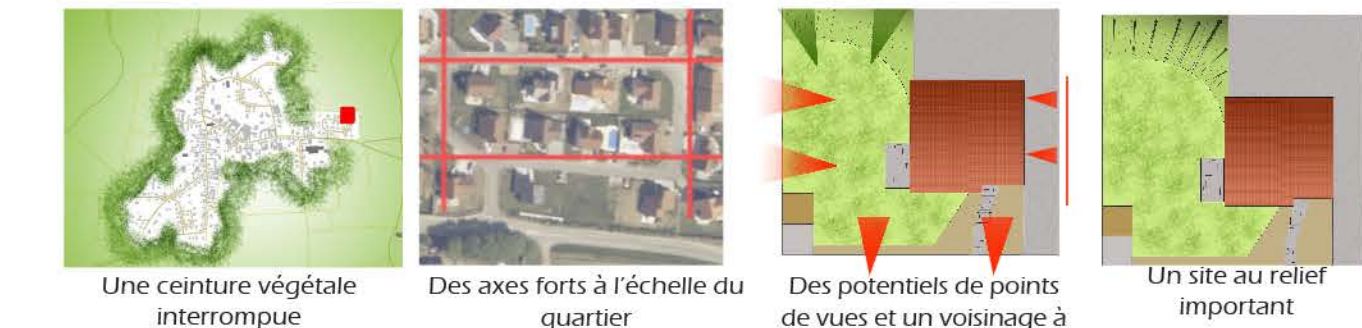 Une ceinture végétale
interrompue
Des axes forts à l'échelle du
quartier
Des potentiels de points
de vues et un voisinage à
Un site au relief
important